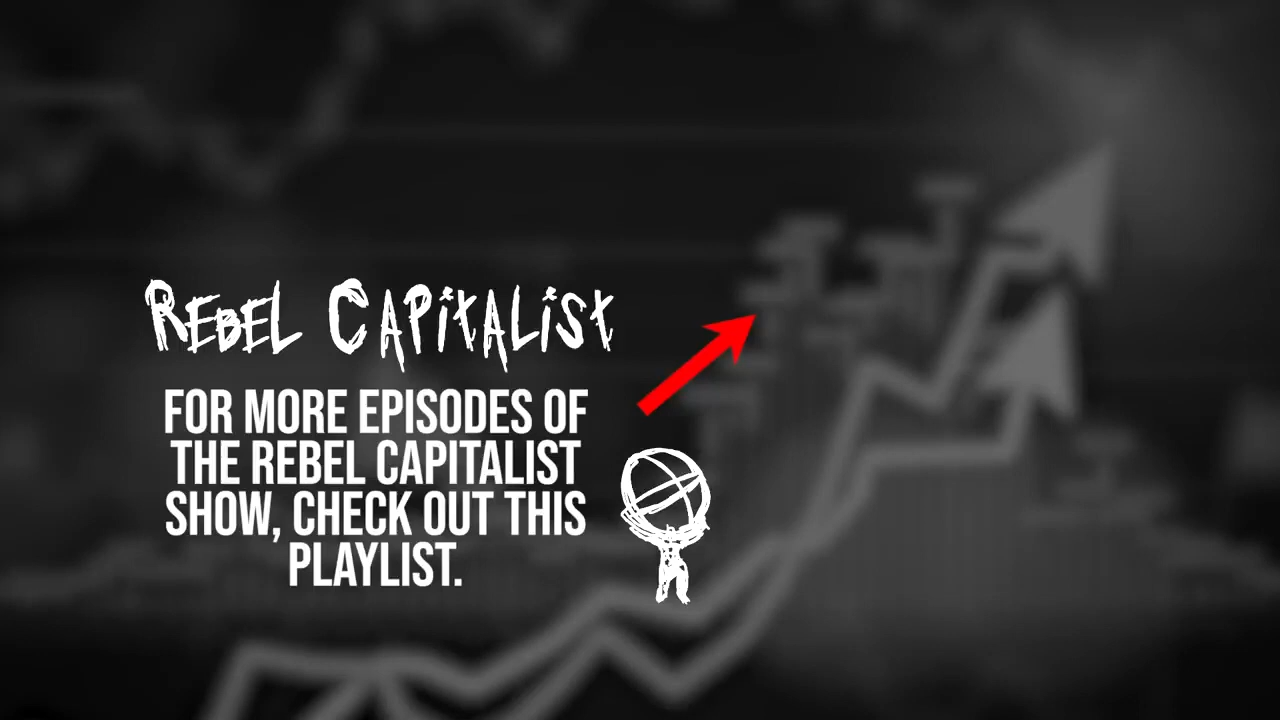 REBEL CAPITALIST
FOR MORE EPISODES OF
THE REBEL CAPITALIST
SHOW, CHECK OUT THIS
PLAYLIST.